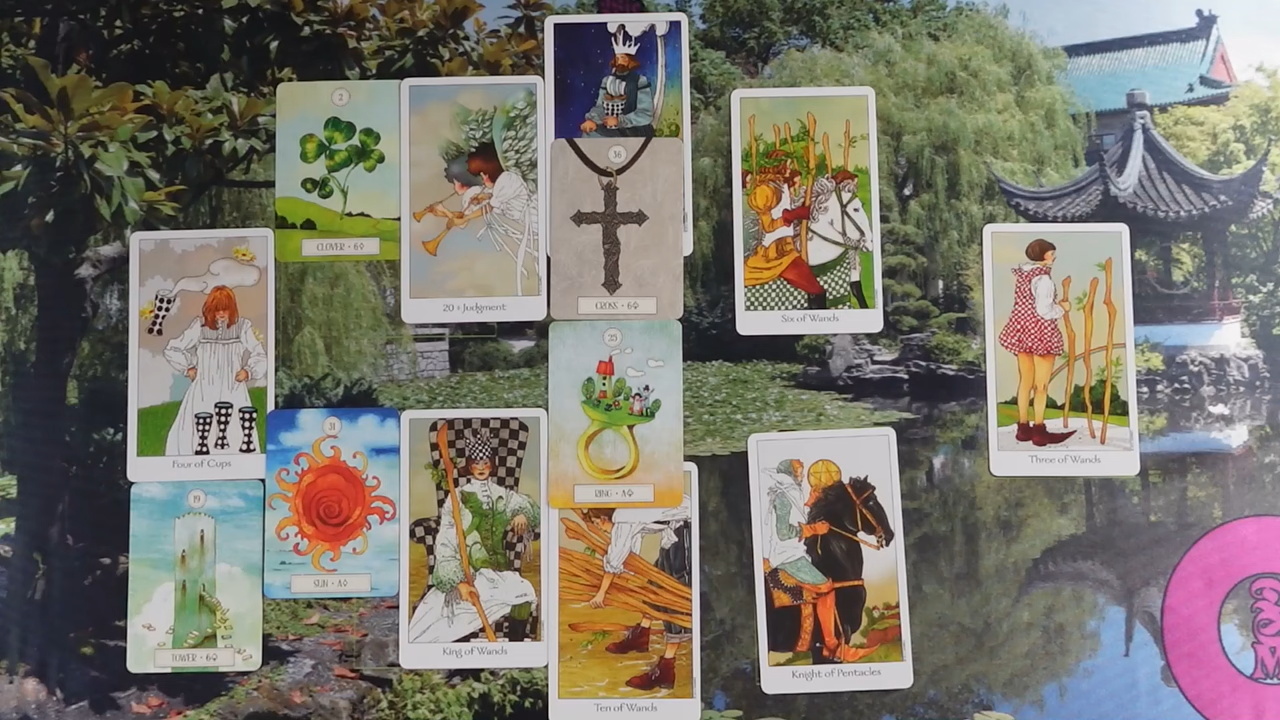 2
CLOVER • 6♢
20 + Judgment
36
CROSS • 6♧
Six of Wands
Four of Cups
Three of Wands
31
SUN • A♢
25
RING • A♧
19
TOWER • 6♤
King of Wands
Ten of Wands
Knight of Pentacles